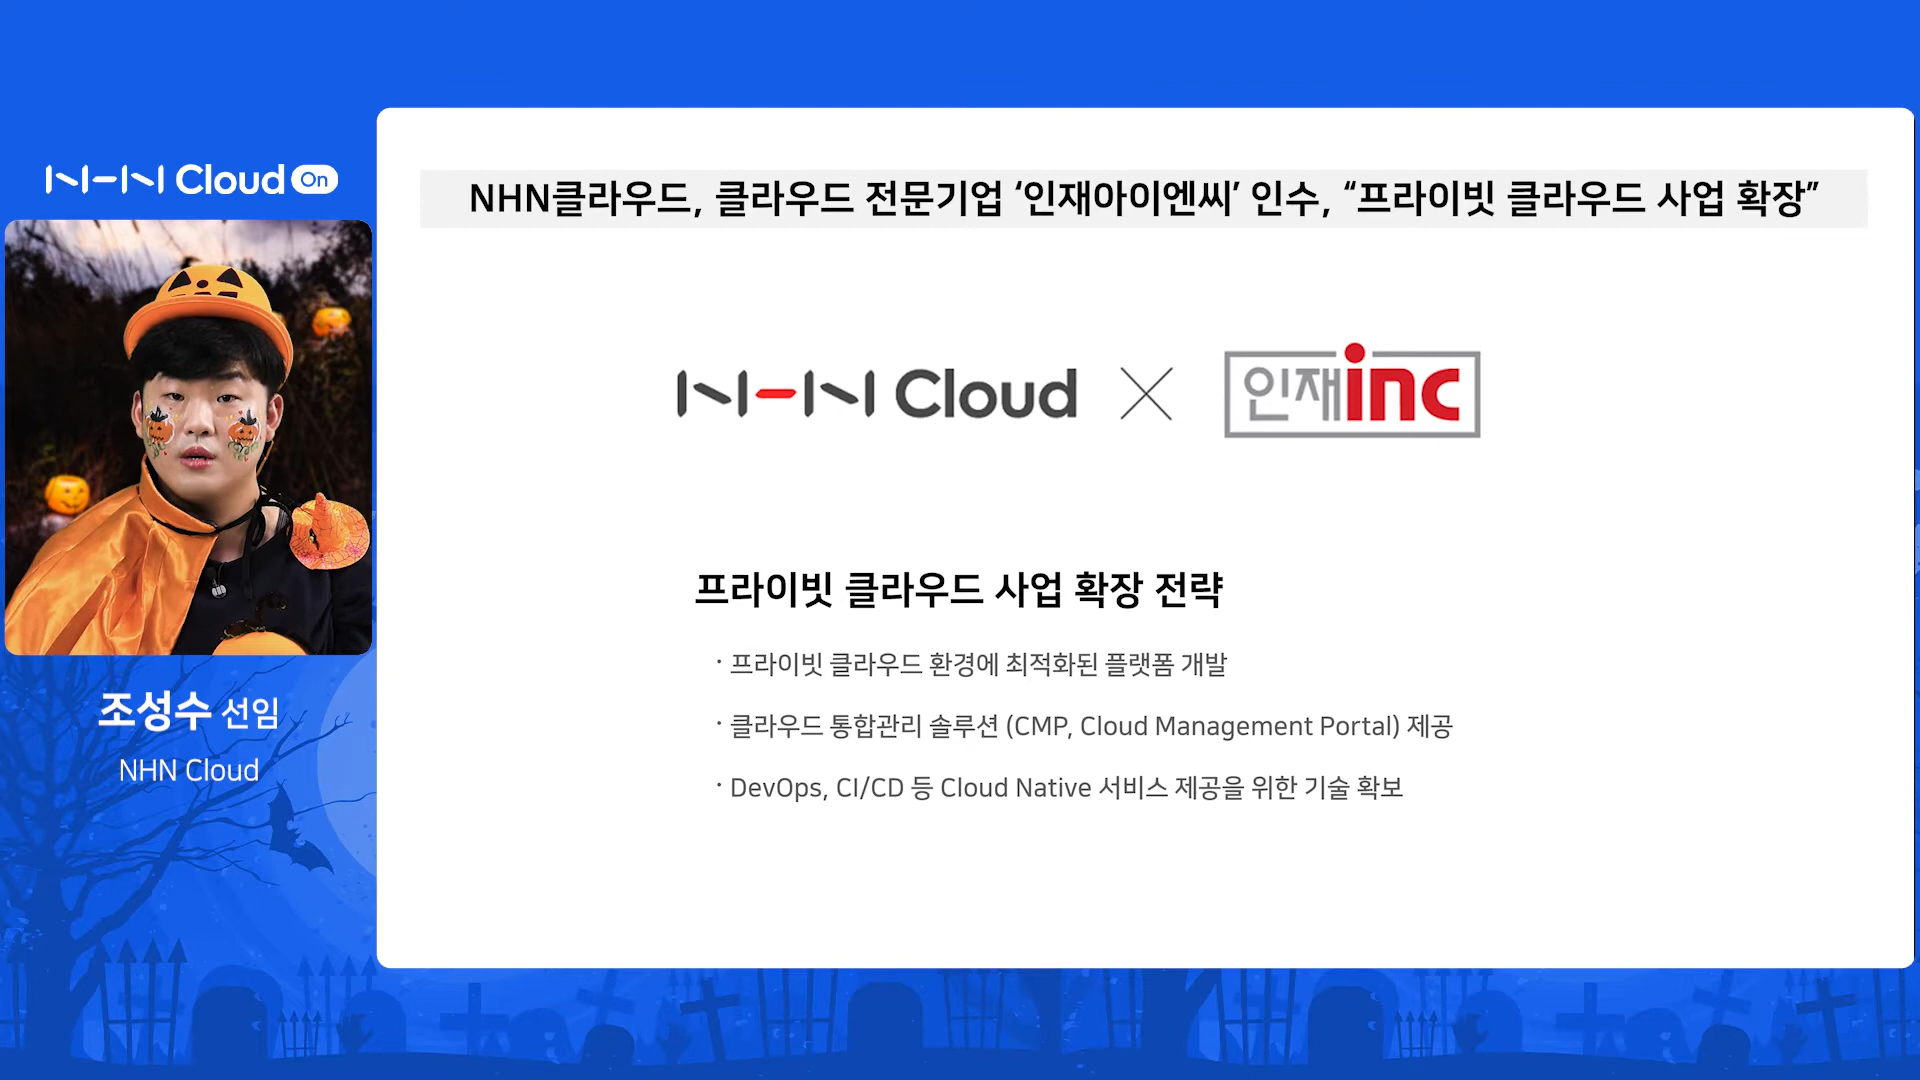 NHN Cloud On
조성수 선임
NHN Cloud
NHN클라우드, 클라우드 전문기업 ‘인재아이엔씨’ 인수, “프라이빗 클라우드 사업 확장”
NHN Cloud × 인재inc
프라이빗 클라우드 사업 확장 전략
· 프라이빗 클라우드 환경에 최적화된 플랫폼 개발
· 클라우드 통합관리 솔루션 (CMP, Cloud Management Portal) 제공
· DevOps, CI/CD 등 Cloud Native 서비스 제공을 위한 기술 확보